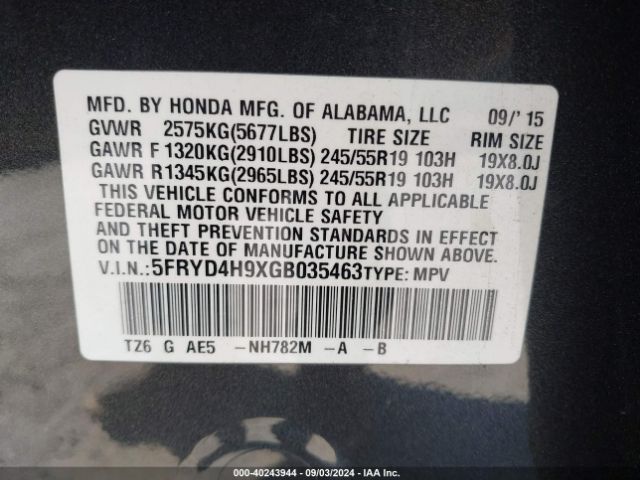 MFD. BY HONDA MFG. OF ALABAMA, LLC 09/'15
GVWR 2575KG(5677LBS) TIRE SIZE RIM SIZE
GAWR F1320KG(2910LBS) 245/55R19 103H 19X8.0J
GAWR R1345KG(2965LBS) 245/55R19 103H 19X8.0J
THIS VEHICLE CONFORMS TO ALL APPLICABLE
FEDERAL MOTOR VEHICLE SAFETY
AND THEFT PREVENTION STANDARDS IN EFFECT
ON THE DATE OF MANUFACTURE SHOWN ABOVE.
V.I.N.:5FRYD4H9XGB035463TYPE: MPV
TZ6 G AE5 -NH782M -A -B
000-40243944 - 09/03/2024 - IAA Inc.